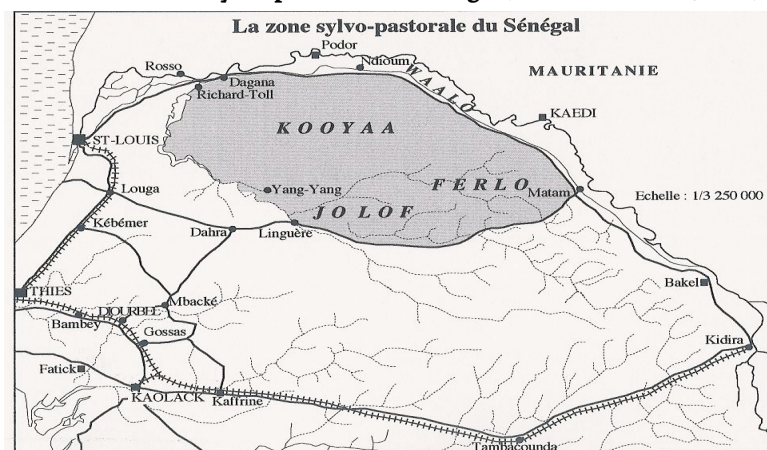 La zone sylvo-pastorale du Sénégal
Podor
Rosso
Ndioum
WAALO
MAURITANIE
Dagana
Richard-Toll
KAEDI
KOOYAA
ST-LOUIS
Louga
Yang-Yang
FERLO
Matam
Echelle : 1/3 250 000
JOLOF
Kébémer
Dahra
Linguère
Bakel
THIES
Mbacké
DIOURBEL
Bambey
Gossas
Kidira
Fatick
KAOLACK
Kaffrine
Tambacounda